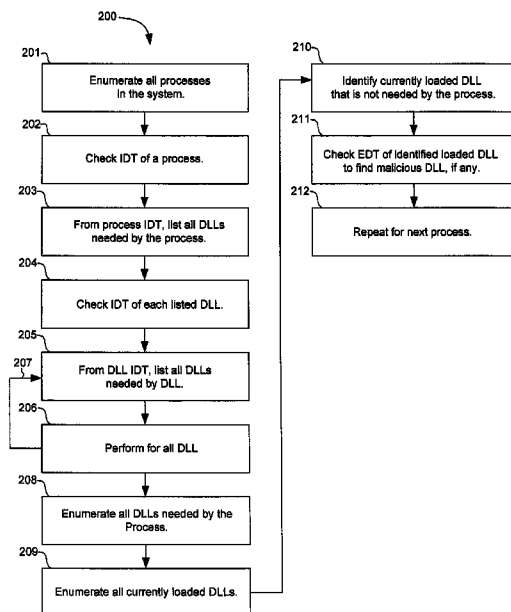 200
201
Enumerate all processes
in the system.
202
Check IDT of a process.
203
From process IDT, list all DLLs
needed by the process.
204
Check IDT of each listed DLL.
205
207
From DLL IDT, list all DLLs
needed by DLL.
206
Perform for all DLL
208
Enumerate all DLLs needed by the
Process.
209
Enumerate all currently loaded DLLs.
210
Identify currently loaded DLL
that is not needed by the process.
211
Check EDT of identified loaded DLL
to find malicious DLL, if any.
212
Repeat for next process.